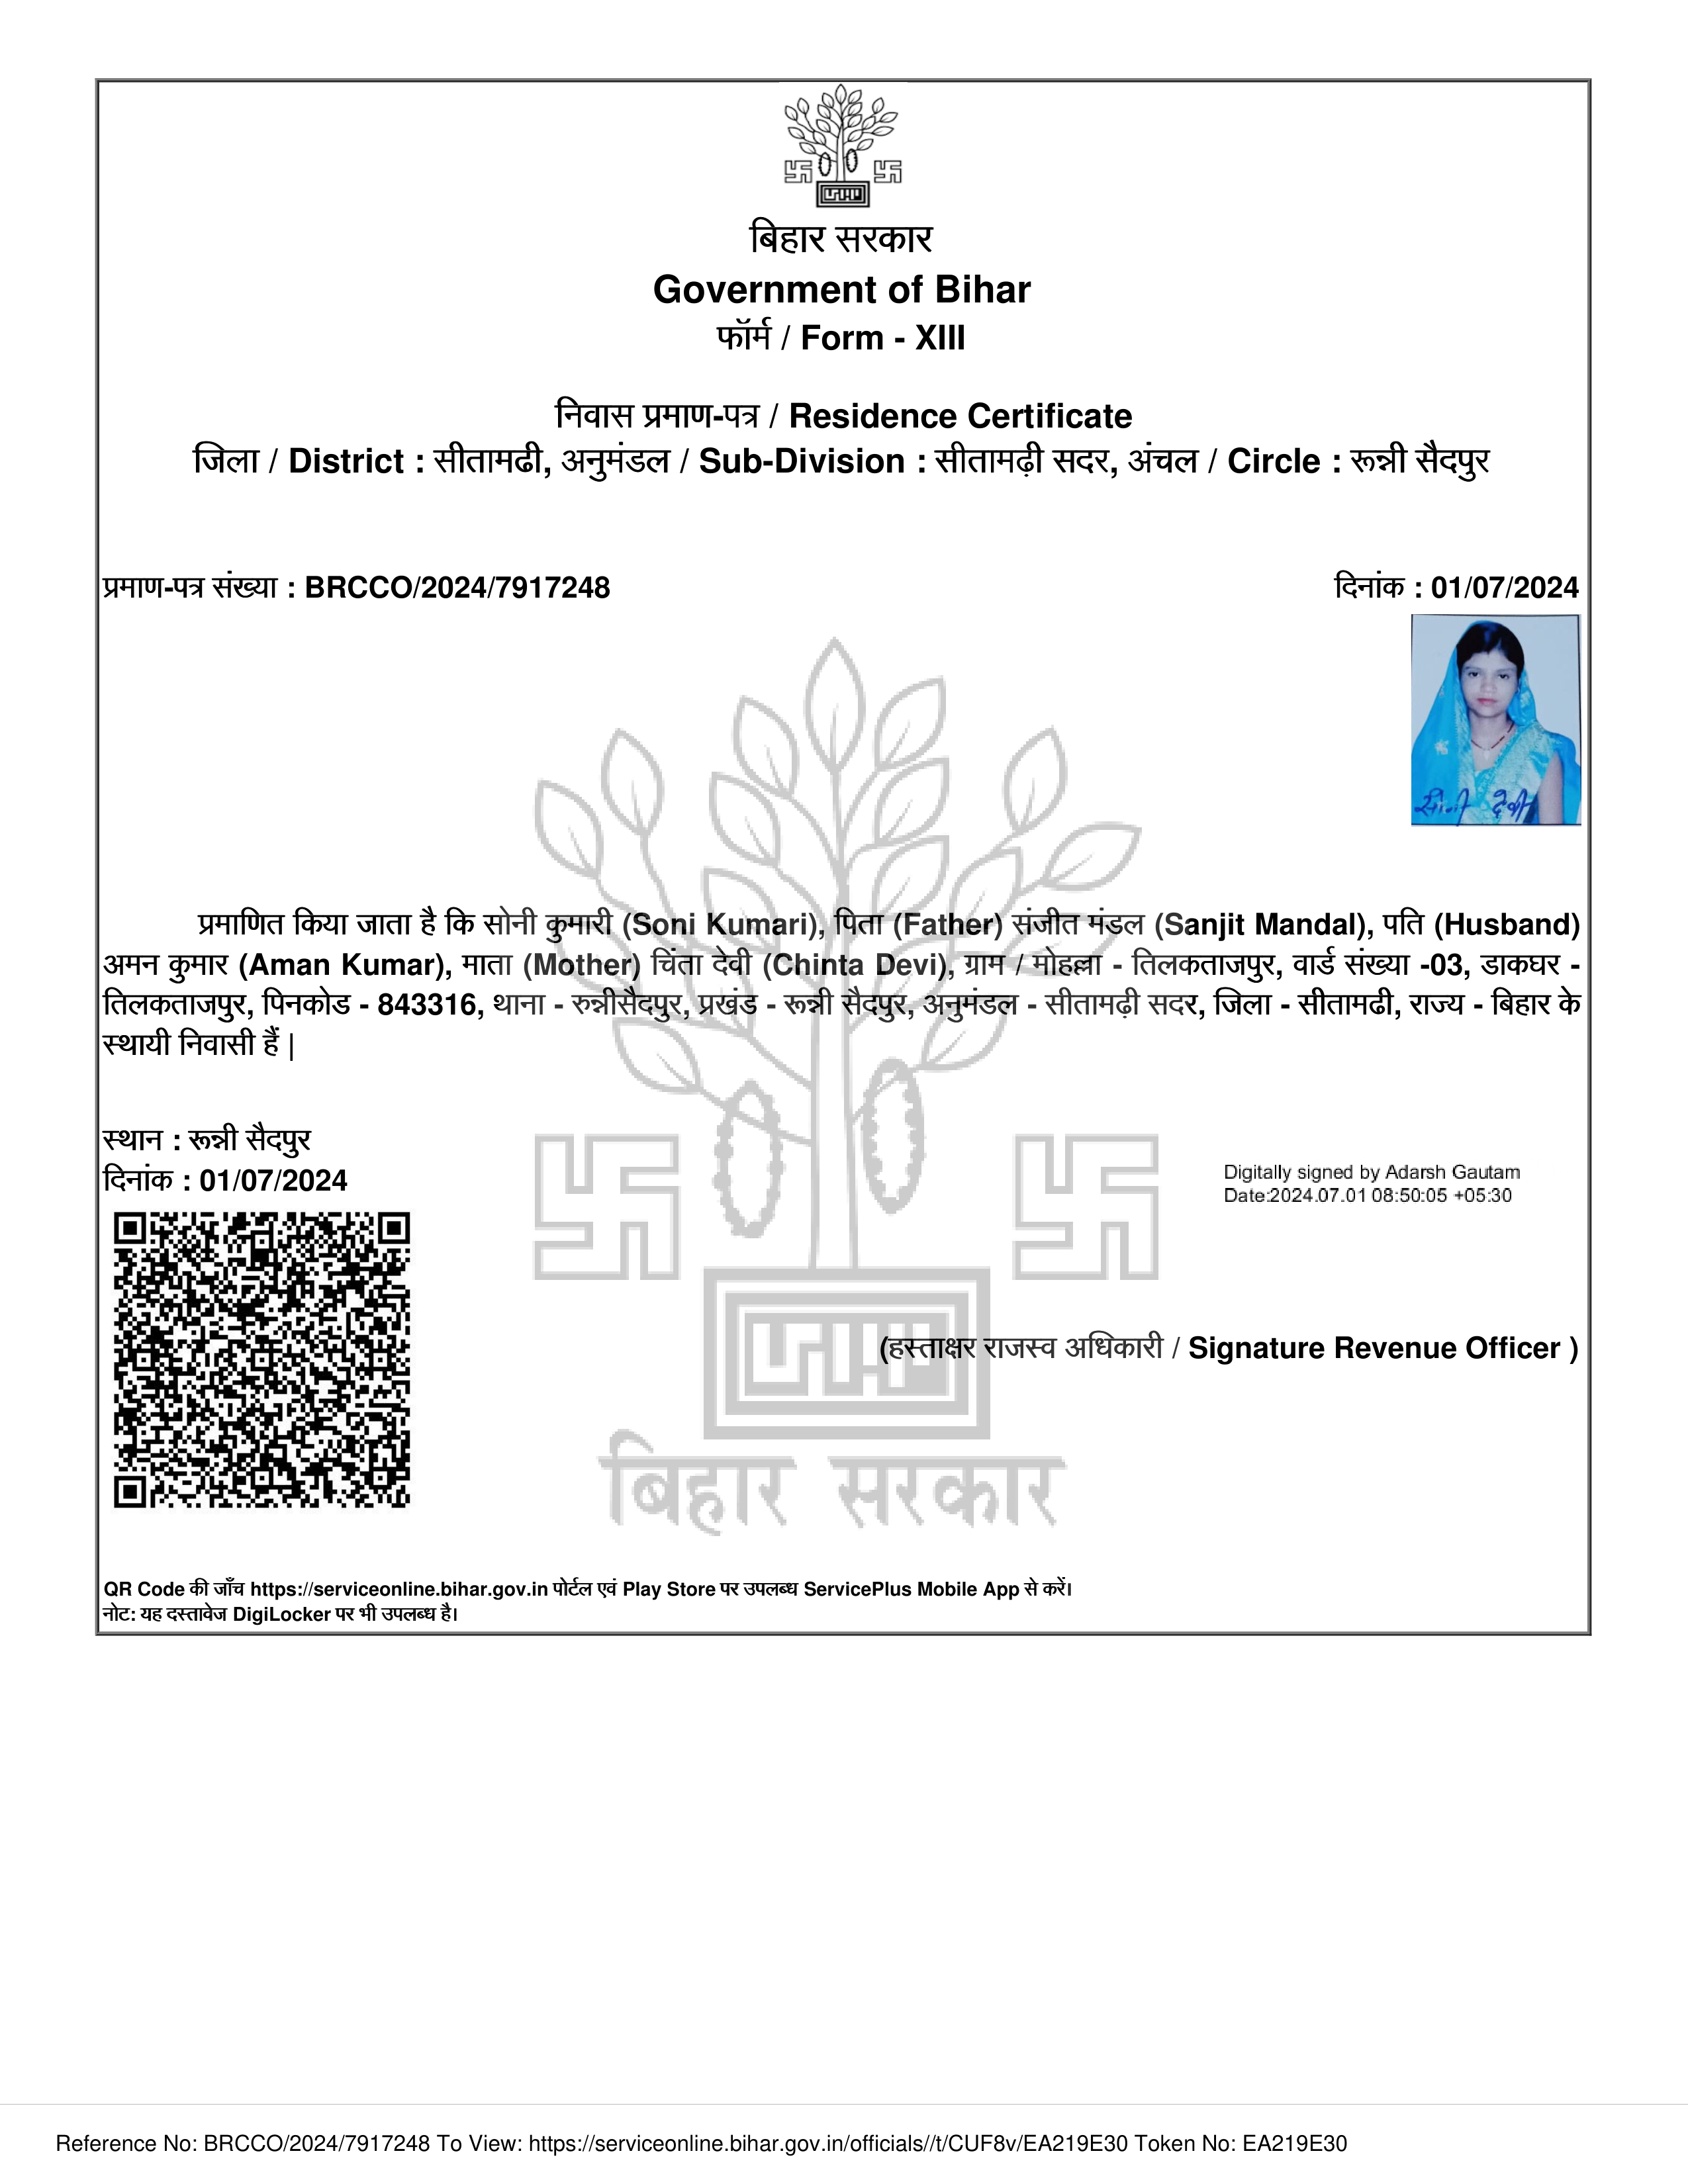 बिहार सरकार
Government of Bihar
फॉर्म / Form - XIII
निवास प्रमाण-पत्र / Residence Certificate
जिला / District : सीतामढी, अनुमंडल / Sub-Division : सीतामढ़ी सदर, अंचल / Circle : रून्नी सैदपुर
प्रमाण-पत्र संख्या : BRCCO/2024/7917248
दिनांक : 01/07/2024
सोनी देवी
प्रमाणित किया जाता है कि सोनी कुमारी (Soni Kumari), पिता (Father) संजीत मंडल (Sanjit Mandal), पति (Husband)
अमन कुमार (Aman Kumar), माता (Mother) चिंता देवी (Chinta Devi), ग्राम / मोहल्ला - तिलकताजपुर, वार्ड संख्या -03, डाकघर -
तिलकताजपुर, पिनकोड - 843316, थाना - रुन्नीसैदपुर, प्रखंड - रून्नी सैदपुर, अनुमंडल - सीतामढ़ी सदर, जिला - सीतामढी, राज्य - बिहार के
स्थायी निवासी हैं |
स्थान : रून्नी सैदपुर
दिनांक : 01/07/2024
Digitally signed by Adarsh Gautam
Date:2024.07.01 08:50:05 +05:30
(हस्ताक्षर राजस्व अधिकारी / Signature Revenue Officer )
बिहार सरकार
QR Code की जाँच https://serviceonline.bihar.gov.in पोर्टल एवं Play Store पर उपलब्ध ServicePlus Mobile App से करें।
नोट: यह दस्तावेज DigiLocker पर भी उपलब्ध है।
Reference No: BRCCO/2024/7917248 To View: https://serviceonline.bihar.gov.in/officials//t/CUF8v/EA219E30 Token No: EA219E30